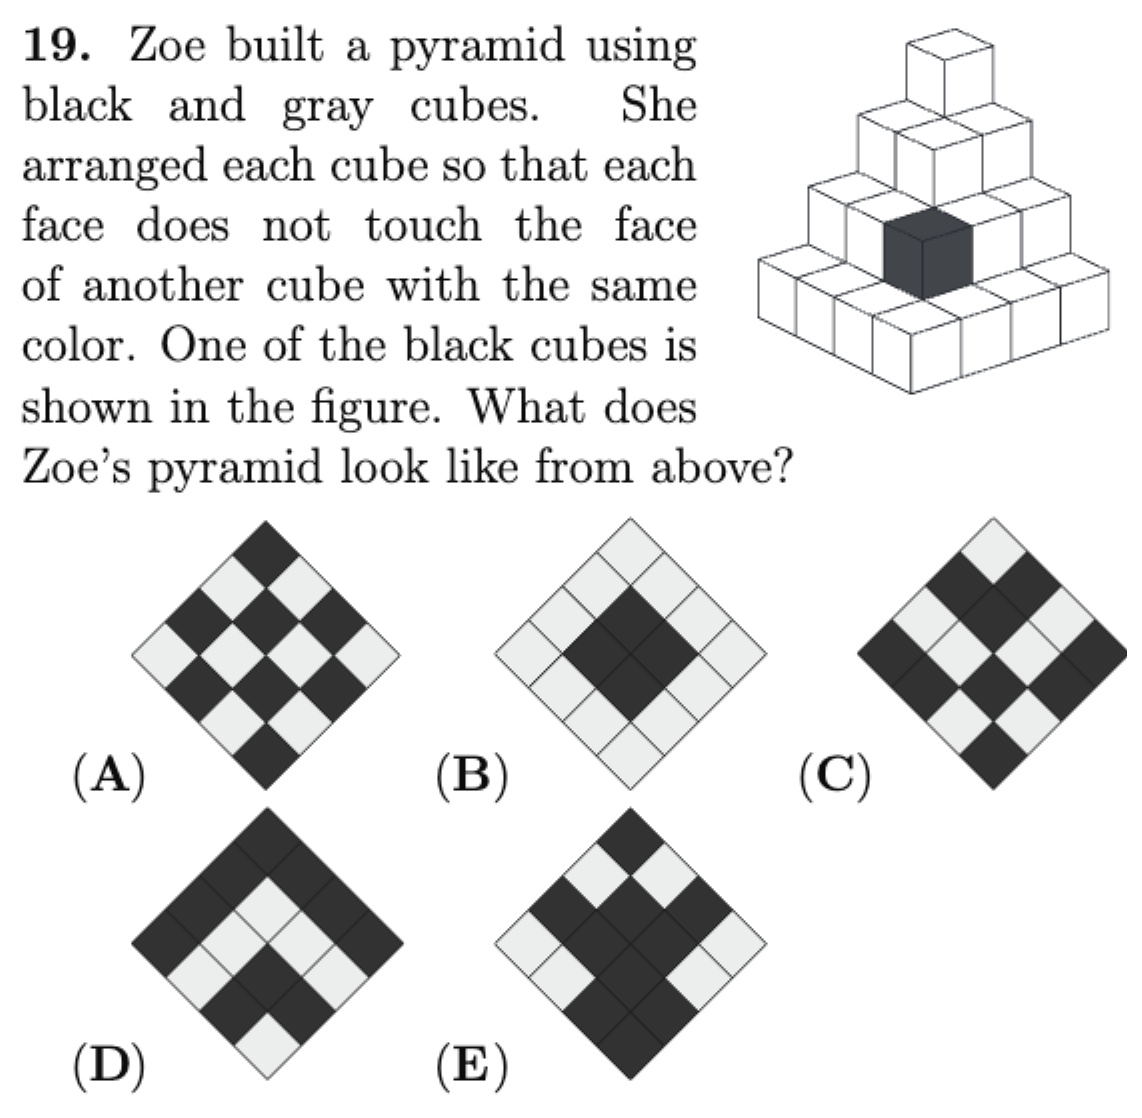 19. Zoe built a pyramid using
black and gray cubes. She
arranged each cube so that each
face does not touch the face
of another cube with the same
color. One of the black cubes is
shown in the figure. What does
Zoe's pyramid look like from above?
(A)
(B)
(C)
(D)
(E)